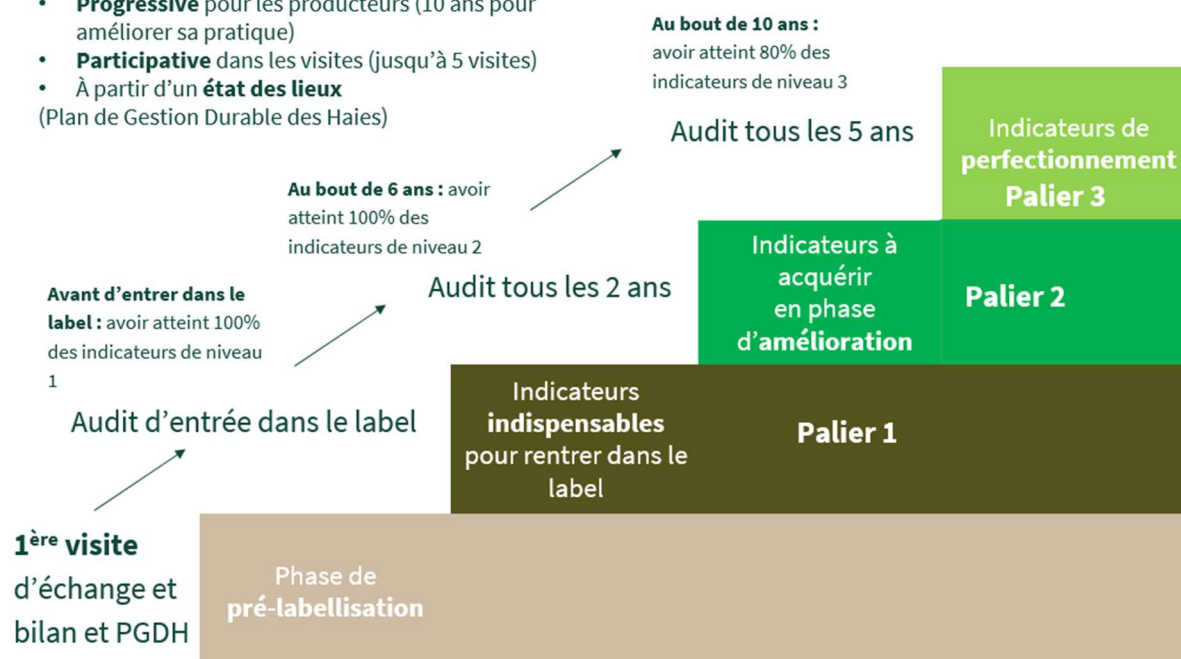 • Progressive pour les producteurs (10 ans pour
améliorer sa pratique)
• Participative dans les visites (jusqu’à 5 visites)
• À partir d’un état des lieux
(Plan de Gestion Durable des Haies)
Au bout de 10 ans :
avoir atteint 80% des
indicateurs de niveau 3
Audit tous les 5 ans
Indicateurs de
perfectionnement
Palier 3
Au bout de 6 ans : avoir
atteint 100% des
indicateurs de niveau 2
Audit tous les 2 ans
Indicateurs à
acquérir
en phase
d’amélioration
Palier 2
Avant d’entrer dans le
label : avoir atteint 100%
des indicateurs de niveau
1
Audit d’entrée dans le label
Indicateurs
indispensables
pour rentrer dans le
label
Palier 1
1ère visite
d’échange et
bilan et PGDH
Phase de
pré-labellisation